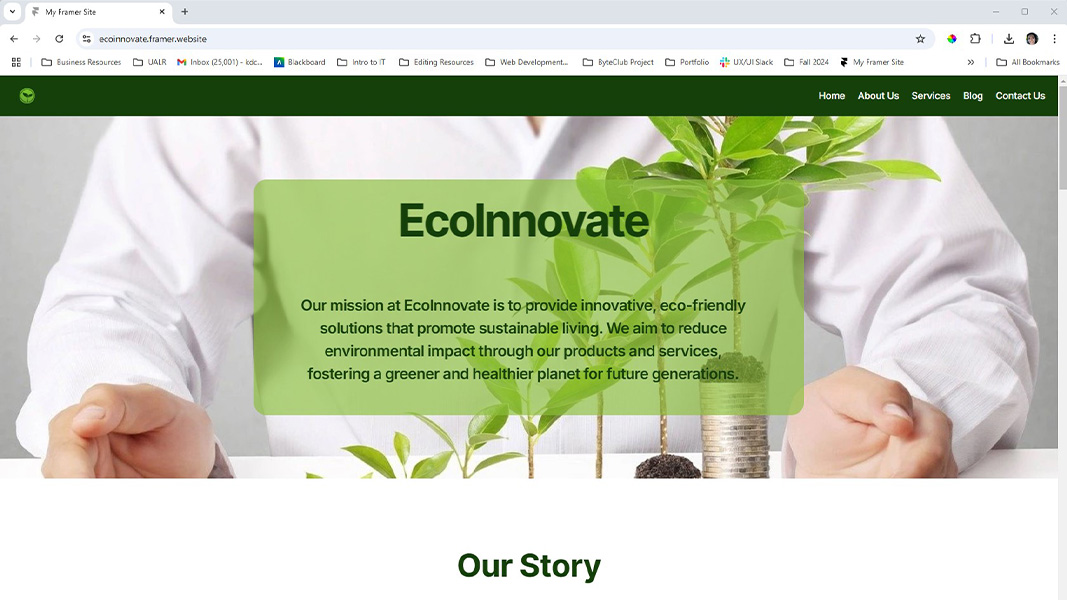 My Framer Site
ecoinnovate.framer.website
Business Resources
UALR
Inbox (25,001) - kdc...
Blackboard
Intro to IT
Editing Resources
Web Development...
ByteClub Project
Portfolio
UX/UI Slack
Fall 2024
My Framer Site
»
All Bookmarks
Home
About Us
Services
Blog
Contact Us
EcoInnovate
Our mission at EcoInnovate is to provide innovative, eco-friendly
solutions that promote sustainable living. We aim to reduce
environmental impact through our products and services,
fostering a greener and healthier planet for future generations.
Our Story